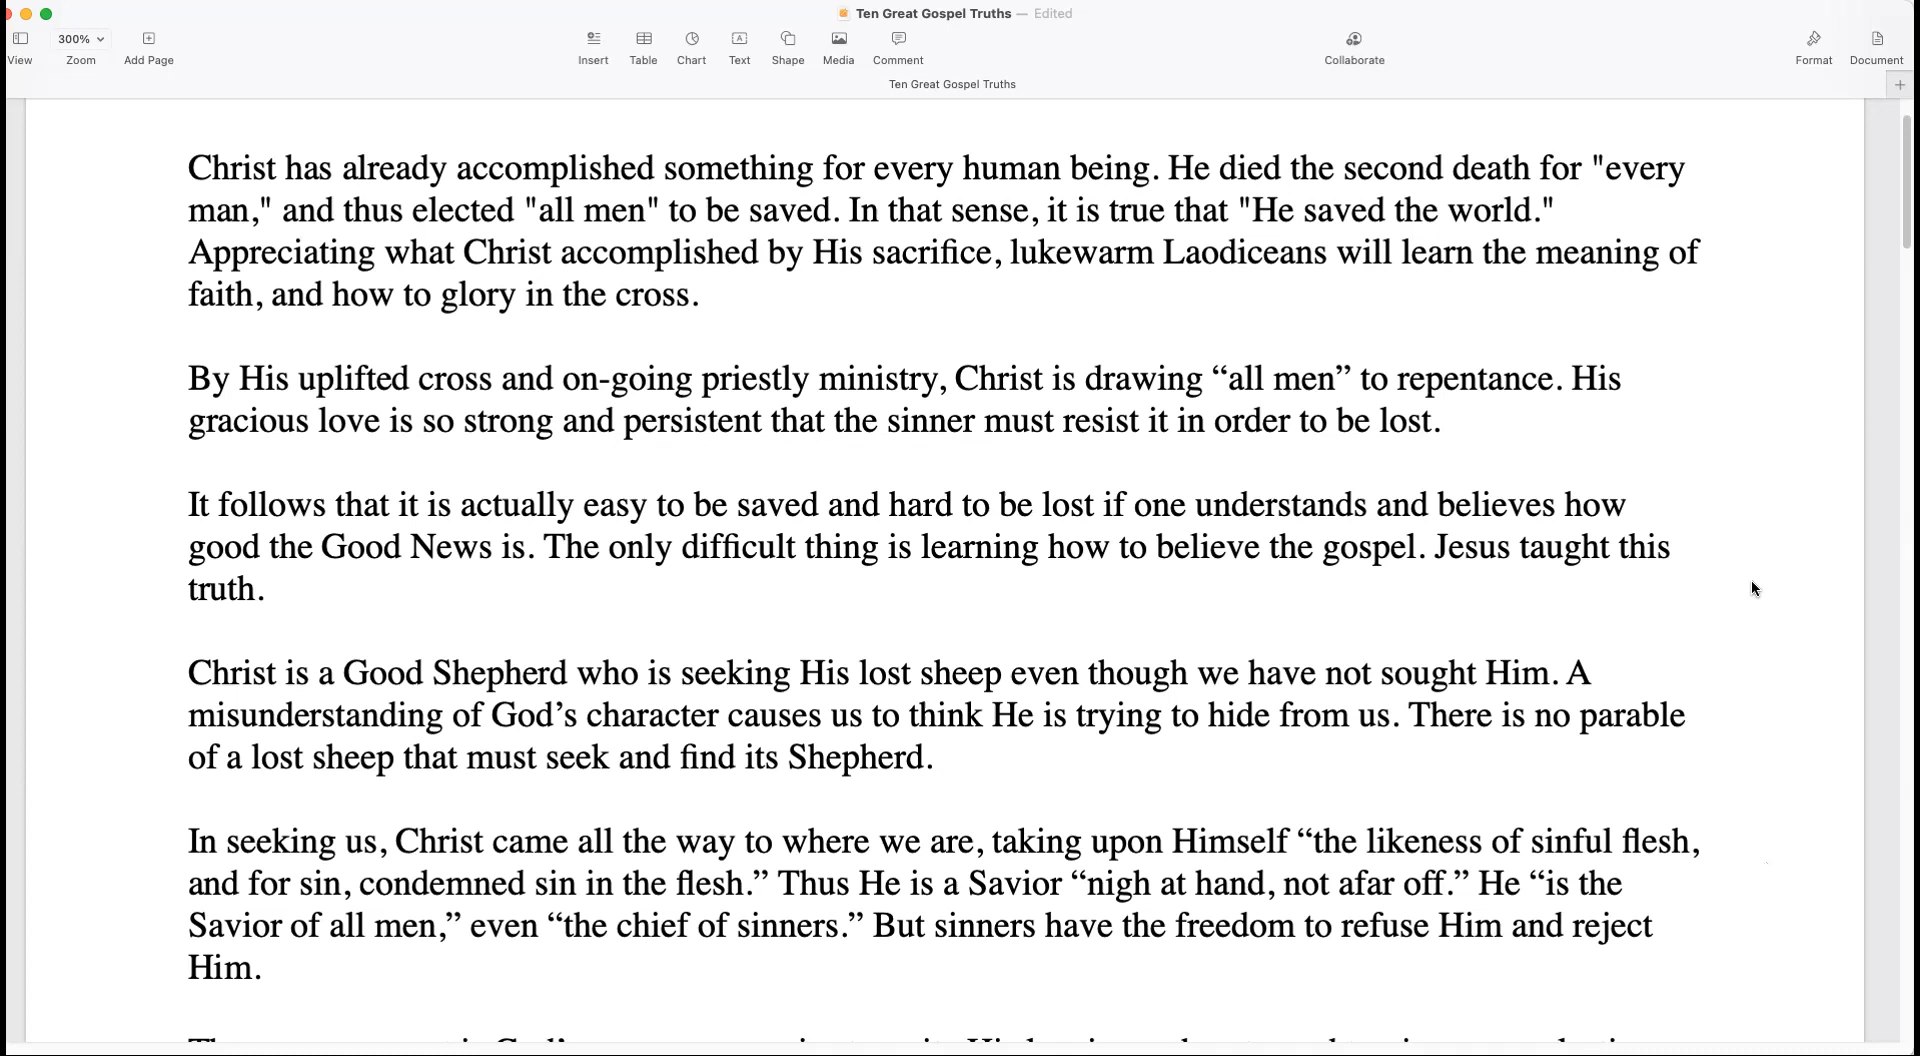 Ten Great Gospel Truths — Edited
View
300%
Zoom
Add Page
Insert
Table
Chart
Text
Shape
Media
Comment
Collaborate
Format
Document
Ten Great Gospel Truths
Christ has already accomplished something for every human being. He died the second death for "every
man," and thus elected "all men" to be saved. In that sense, it is true that "He saved the world."
Appreciating what Christ accomplished by His sacrifice, lukewarm Laodiceans will learn the meaning of
faith, and how to glory in the cross.
By His uplifted cross and on-going priestly ministry, Christ is drawing “all men” to repentance. His
gracious love is so strong and persistent that the sinner must resist it in order to be lost.
It follows that it is actually easy to be saved and hard to be lost if one understands and believes how
good the Good News is. The only difficult thing is learning how to believe the gospel. Jesus taught this
truth.
Christ is a Good Shepherd who is seeking His lost sheep even though we have not sought Him. A
misunderstanding of God’s character causes us to think He is trying to hide from us. There is no parable
of a lost sheep that must seek and find its Shepherd.
In seeking us, Christ came all the way to where we are, taking upon Himself “the likeness of sinful flesh,
and for sin, condemned sin in the flesh.” Thus He is a Savior “nigh at hand, not afar off.” He “is the
Savior of all men,” even “the chief of sinners.” But sinners have the freedom to refuse Him and reject
Him.